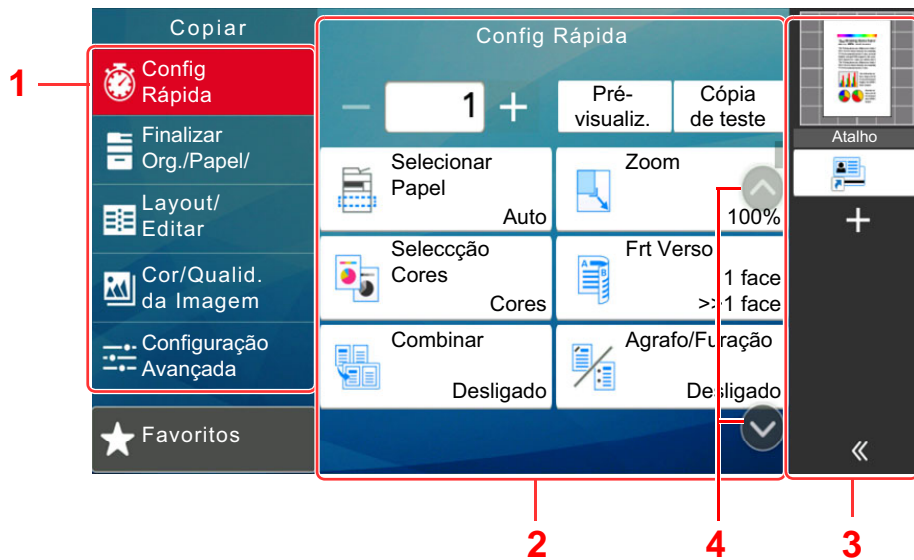 Copiar
1
Config
Rápida
Finalizar
Org./Papel/
Layout/
Editar
Cor/Qualid.
da Imagem
Configuração
Avançada
Favoritos
Config Rápida
1
Pré-
visualiz.
Cópia
de teste
Selecionar
Papel
Auto
Zoom
100%
Selecção
Cores
Cores
Frt Verso
1 face
>>1 face
Combinar
Desligado
Agrafo/Furação
Desligado
Atalho
2
4
3